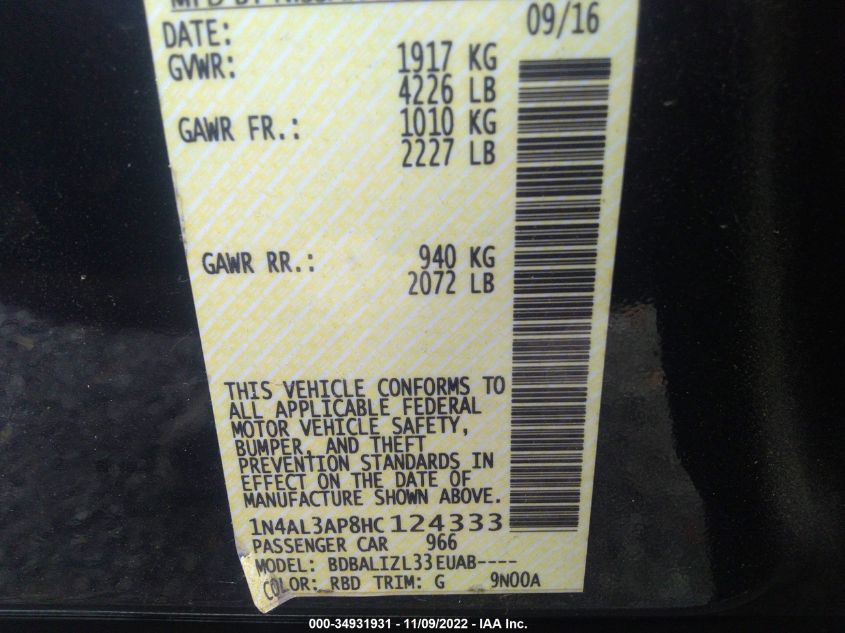 MFD BY NISSAN
DATE: 09/16
GVWR: 1917 KG
4226 LB
GAWR FR.: 1010 KG
2227 LB
GAWR RR.: 940 KG
2072 LB
THIS VEHICLE CONFORMS TO
ALL APPLICABLE FEDERAL
MOTOR VEHICLE SAFETY,
BUMPER, AND THEFT
PREVENTION STANDARDS IN
EFFECT ON THE DATE OF
MANUFACTURE SHOWN ABOVE.
1N4AL3AP8HC124333
PASSENGER CAR 966
MODEL: BDBALIZL33EUAB----
COLOR: RBD TRIM: G 9N00A
000-34931931 - 11/09/2022 - IAA Inc.